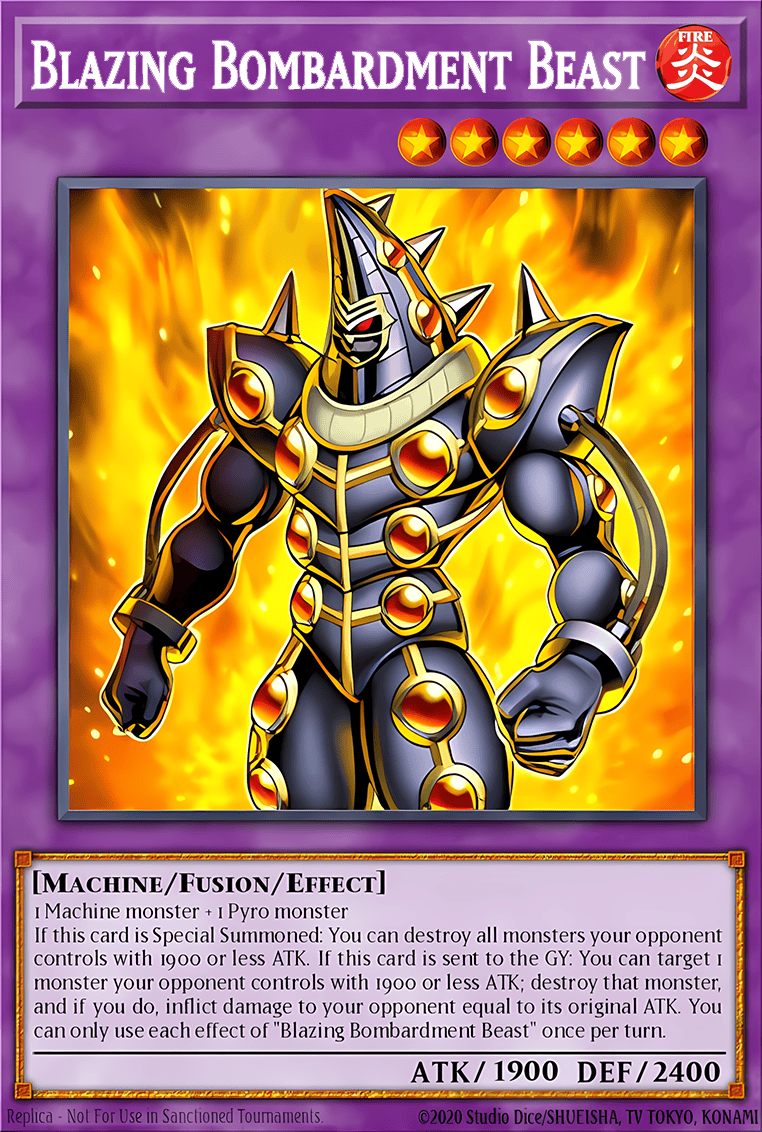 Blazing Bombardment Beast
FIRE
炎
[Machine/Fusion/Effect]
1 Machine monster + 1 Pyro monster
If this card is Special Summoned: You can destroy all monsters your opponent
controls with 1900 or less ATK. If this card is sent to the GY: You can target 1
monster your opponent controls with 1900 or less ATK; destroy that monster,
and if you do, inflict damage to your opponent equal to its original ATK. You
can only use each effect of "Blazing Bombardment Beast" once per turn.
ATK/ 1900 DEF/ 2400
Replica - Not For Use in Sanctioned Tournaments.
©2020 Studio Dice/SHUEISHA, TV TOKYO, KONAMI